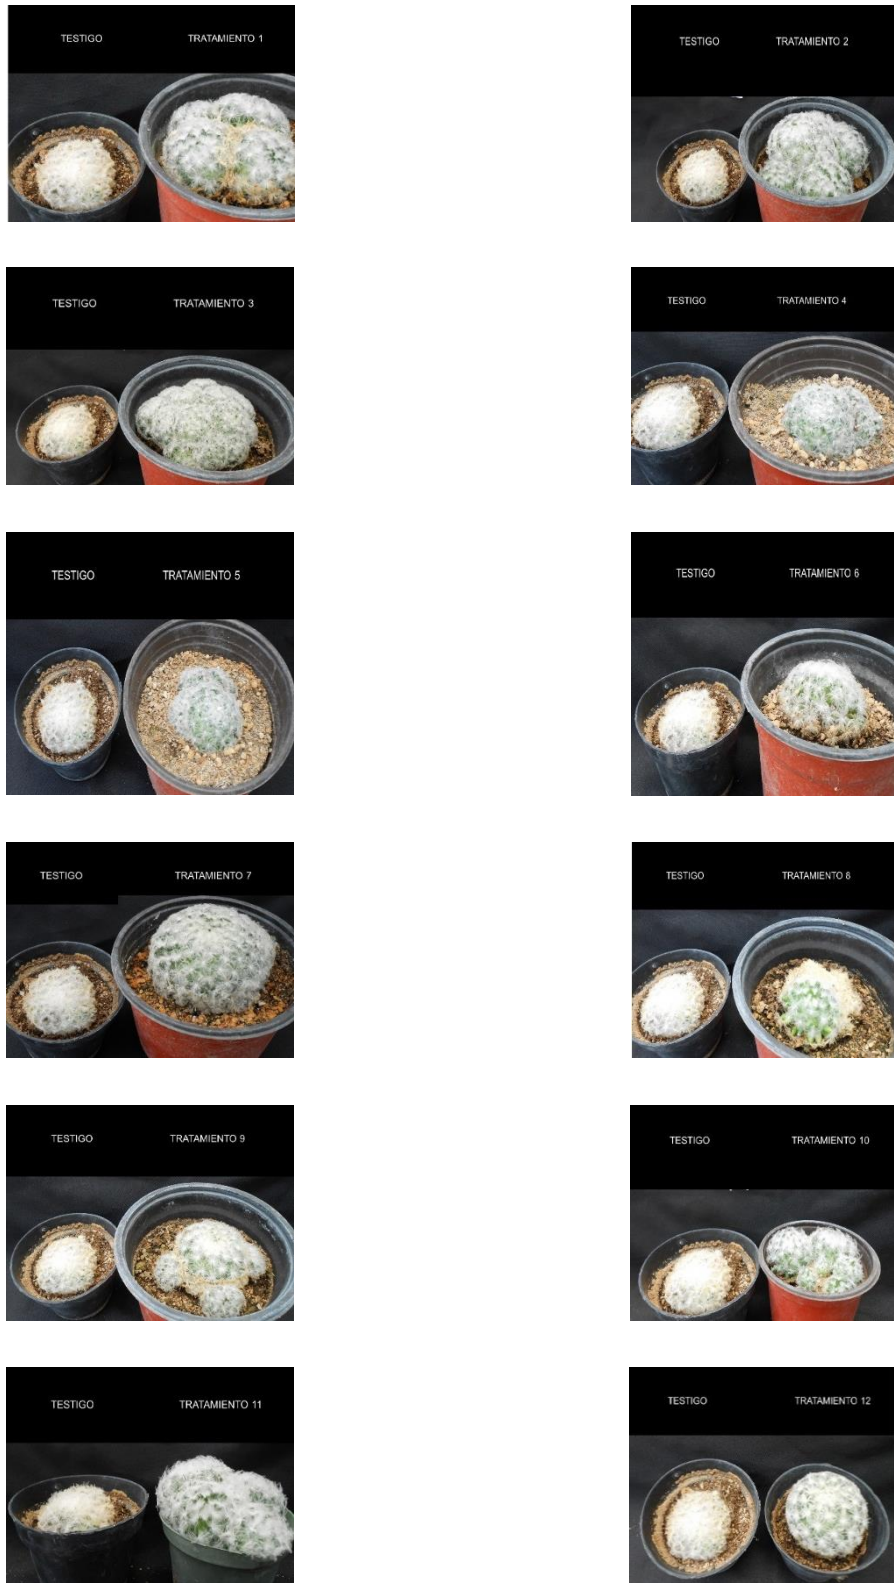 TESTIGO TRATAMIENTO 1
TESTIGO TRATAMIENTO 2
TESTIGO TRATAMIENTO 3
TESTIGO TRATAMIENTO 4
TESTIGO TRATAMIENTO 5
TESTIGO TRATAMIENTO 6
TESTIGO TRATAMIENTO 7
TESTIGO TRATAMIENTO 8
TESTIGO TRATAMIENTO 9
TESTIGO TRATAMIENTO 10
TESTIGO TRATAMIENTO 11
TESTIGO TRATAMIENTO 12